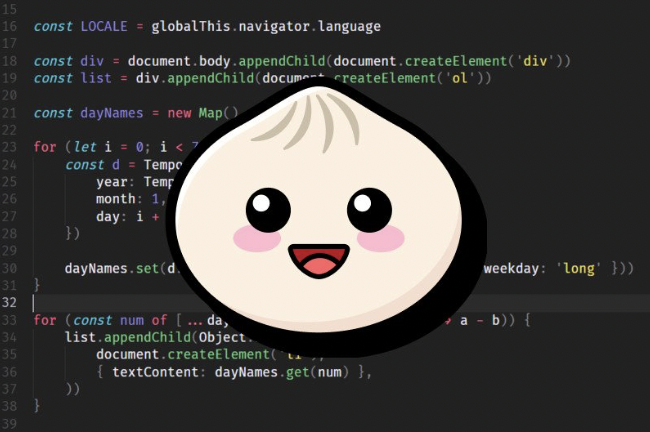 15
16 const LOCALE = globalThis.navigator.language
17
18 const div = document.body.appendChild(document.createElement('div'))
19 const list = div.appendChild(document.createElement('ol'))
20
21 const dayNames = new Map()
22
23 for (let i = 0; i <
24 const d =
25 year:
26 month: 1,
27 day: i +
28 })
29
30 dayNames.set( weekday: 'long' }))
31 }
32
33 for (const num of [... a - b)) {
34 list.appendChild(Object.
35 document.createElement(
36 { textContent: dayNames.get(num) },
37 ))
38 }
39